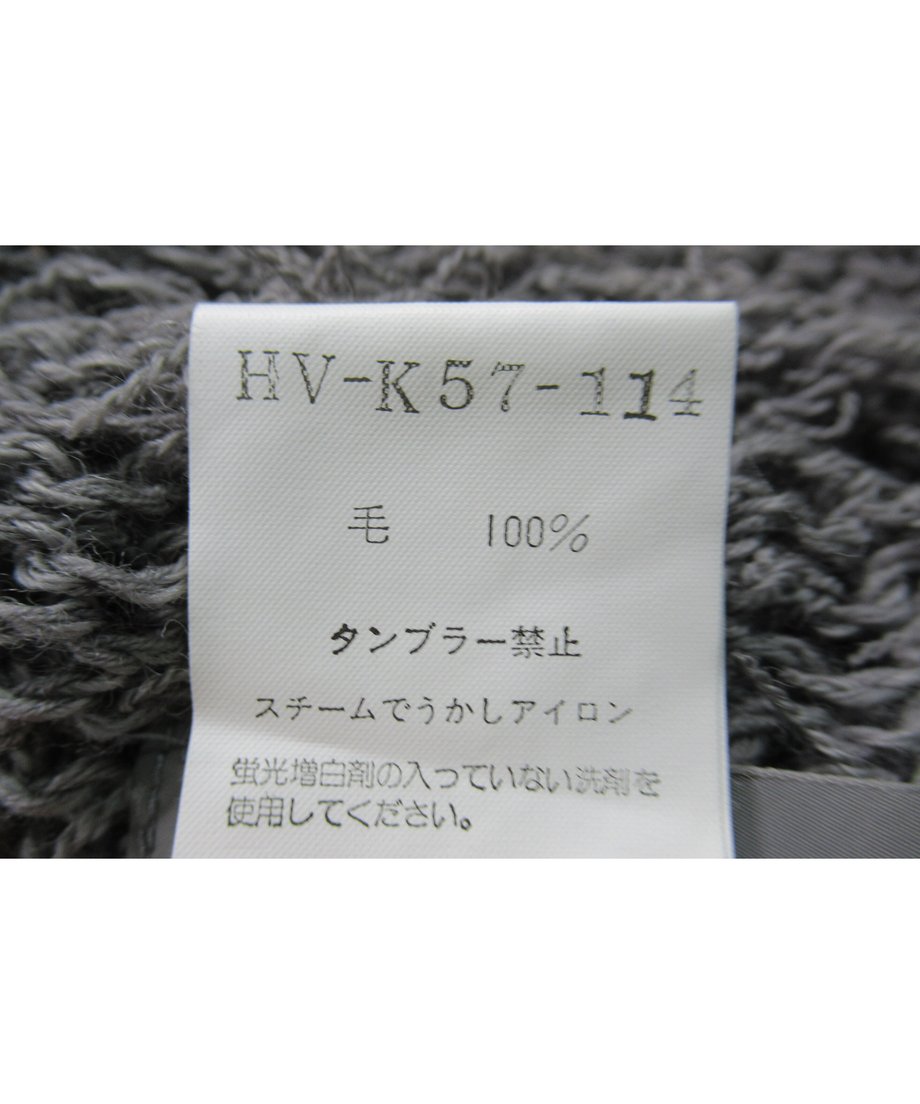 HV-K57-114
毛 100%
タンブラー禁止
スチームでうかしアイロン
蛍光増白剤の入っていない洗剤を
使用してください。